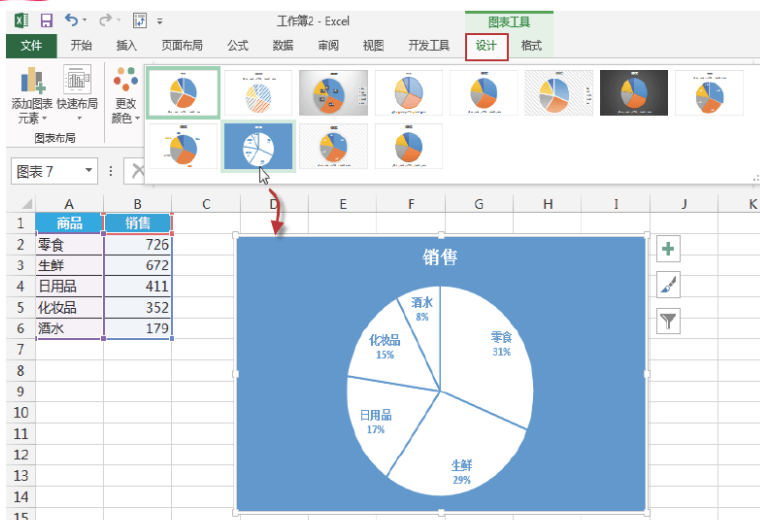 工作簿2 - Excel
图表工具
文件 开始 插入 页面布局 公式 数据 审阅 视图 开发工具 设计 格式
添加图表 快速布局 更改
元素 颜色
图表布局
图表 7
A B C D E F G H I J K
1 商品 销售
2 零食 726
3 生鲜 672
4 日用品 411
5 化妆品 352
6 酒水 179
7
8
9
10
11
12
13
14
15
销售
酒水
8%
零食
31%
化妆品
15%
日用品
17%
生鲜
29%